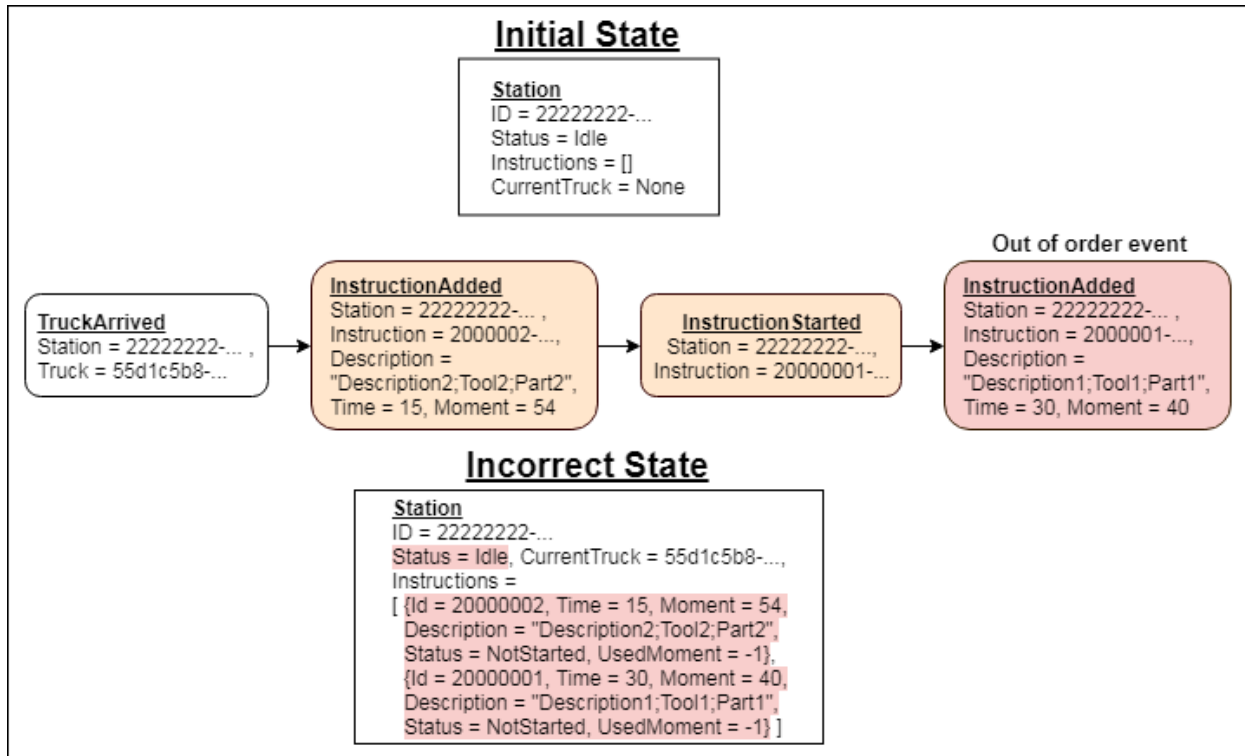 Initial State
Station
ID = 22222222-...
Status = Idle
Instructions = []
CurrentTruck = None
TruckArrived
Station = 22222222-... ,
Truck = 55d1c5b8-...
InstructionAdded
Station = 22222222-... ,
Instruction = 2000002-...,
Description =
"Description2;Tool2;Part2",
Time = 15, Moment = 54
InstructionStarted
Station = 22222222-...,
Instruction = 20000001-...
Out of order event
InstructionAdded
Station = 22222222-... ,
Instruction = 2000001-...,
Description =
"Description1;Tool1;Part1",
Time = 30, Moment = 40
Incorrect State
Station
ID = 22222222-...
Status = Idle, CurrentTruck = 55d1c5b8-...,
Instructions =
[ {Id = 20000002, Time = 15, Moment = 54,
Description = "Description2;Tool2;Part2",
Status = NotStarted, UsedMoment = -1},
{Id = 20000001, Time = 30, Moment = 40,
Description = "Description1;Tool1;Part1",
Status = NotStarted, UsedMoment = -1} ]